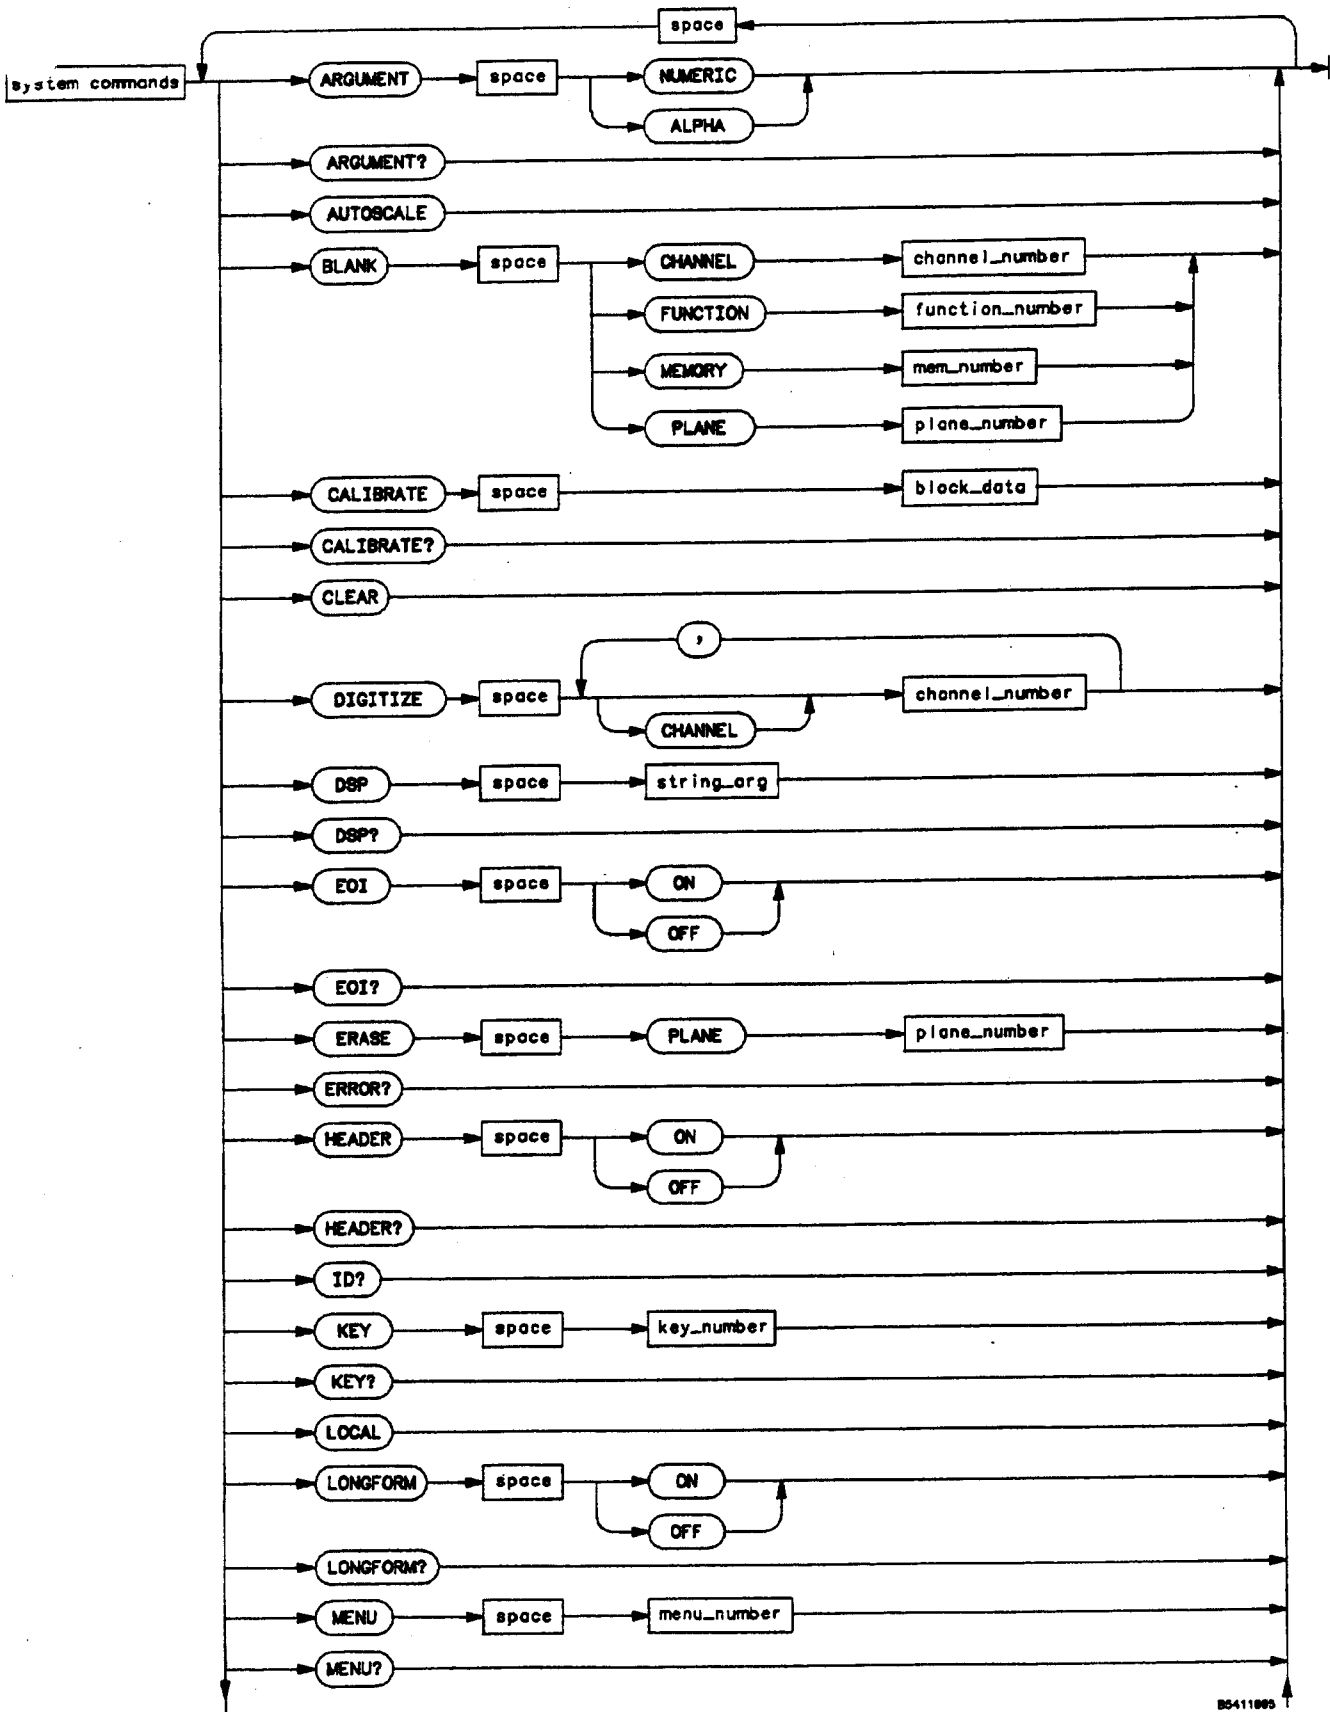 space
system commands ARGUMENT space NUMERIC
ALPHA
ARGUMENT?
AUTOSCALE
BLANK space CHANNEL channel_number
FUNCTION function_number
MEMORY mem_number
PLANE plane_number
CALIBRATE space block_data
CALIBRATE?
CLEAR
,
DIGITIZE space channel_number
CHANNEL
DSP space string_arg
DSP?
EOI space ON
OFF
EOI?
ERASE space PLANE plane_number
ERROR?
HEADER space ON
OFF
HEADER?
ID?
KEY space key_number
KEY?
LOCAL
LONGFORM space ON
OFF
LONGFORM?
MENU space menu_number
MENU?